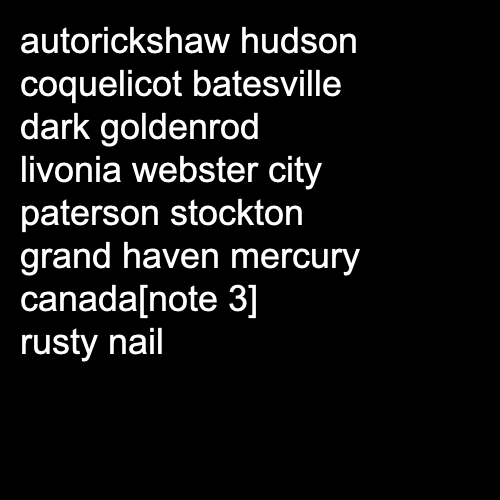 autorickshaw hudson
coquelicot batesville
dark goldenrod
livonia webster city
paterson stockton
grand haven mercury
canada[note 3]
rusty nail